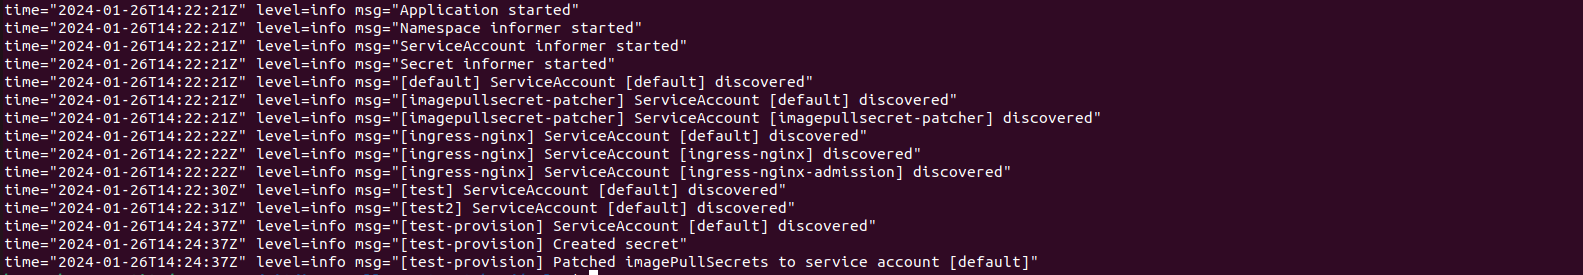 time="2024-01-26T14:22:21Z" level=info msg="Application started"
time="2024-01-26T14:22:21Z" level=info msg="Namespace informer started"
time="2024-01-26T14:22:21Z" level=info msg="ServiceAccount informer started"
time="2024-01-26T14:22:21Z" level=info msg="Secret informer started"
time="2024-01-26T14:22:21Z" level=info msg="[default] ServiceAccount [default] discovered"
time="2024-01-26T14:22:21Z" level=info msg="[imagepullsecret-patcher] ServiceAccount [default] discovered"
time="2024-01-26T14:22:21Z" level=info msg="[imagepullsecret-patcher] ServiceAccount [imagepullsecret-patcher] discovered"
time="2024-01-26T14:22:22Z" level=info msg="[ingress-nginx] ServiceAccount [default] discovered"
time="2024-01-26T14:22:22Z" level=info msg="[ingress-nginx] ServiceAccount [ingress-nginx] discovered"
time="2024-01-26T14:22:22Z" level=info msg="[ingress-nginx] ServiceAccount [ingress-nginx-admission] discovered"
time="2024-01-26T14:22:30Z" level=info msg="[test] ServiceAccount [default] discovered"
time="2024-01-26T14:22:31Z" level=info msg="[test2] ServiceAccount [default] discovered"
time="2024-01-26T14:24:37Z" level=info msg="[test-provision] ServiceAccount [default] discovered"
time="2024-01-26T14:24:37Z" level=info msg="[test-provision] Created secret"
time="2024-01-26T14:24:37Z" level=info msg="[test-provision] Patched imagePullSecrets to service account [default]"